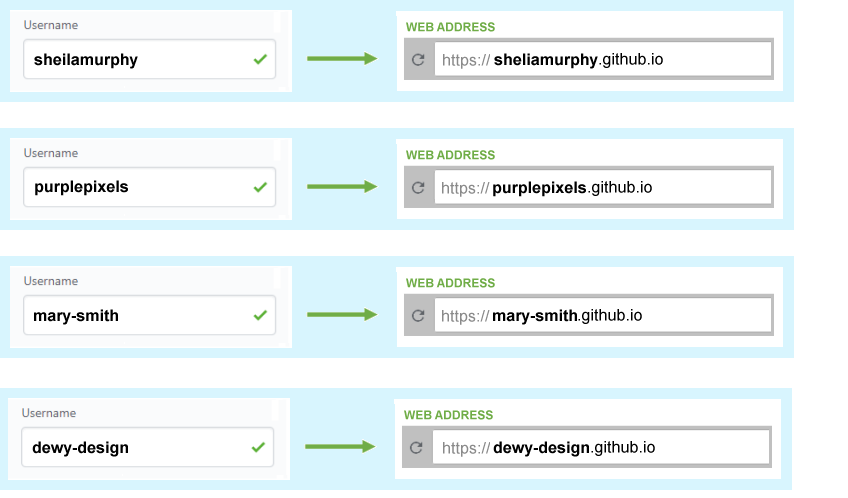 Username
WEB ADDRESS
sheilamurphy
https://sheliamurphy.github.io
Username
WEB ADDRESS
purplepixels
https://purplepixels.github.io
Username
WEB ADDRESS
mary-smith
https://mary-smith.github.io
Username
WEB ADDRESS
dewy-design
https://dewy-design.github.io